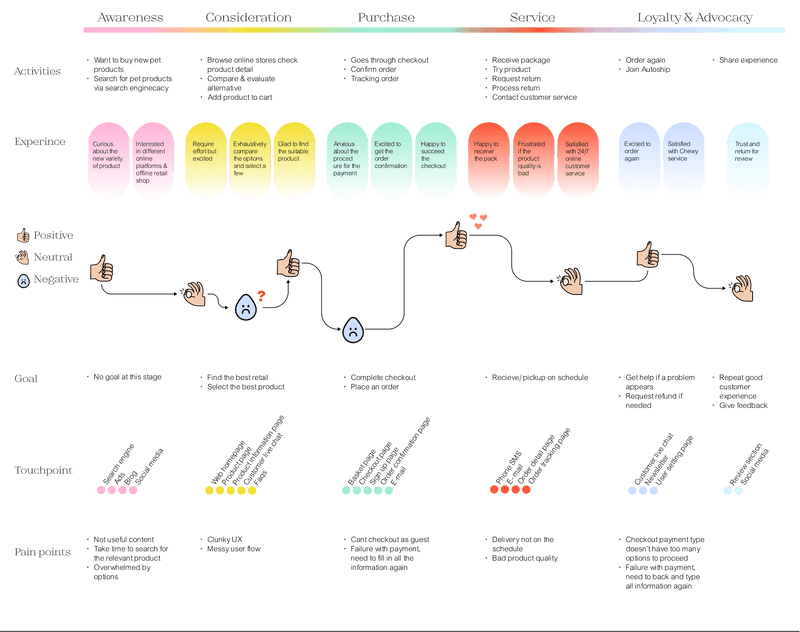 Awareness
Consideration
Purchase
Service
Loyalty & Advocacy
Activities
• Want to buy new pet
products
• Search for pet products
via search enginecacy
• Browse online stores check
product detail
• Compare & evaluate
alternative
• Add product to cart
• Goes through checkout
• Confirm order
• Tracking order
• Receive package
• Try product
• Request return
• Process return
• Contact customer service
• Order again
• Join Autoship
• Share experience
Experince
Curious
about the
new variety
of product
Interested
in different
online
platforms &
offline retail
shop
Require
effort but
excited
Exhaustively
compare
the options
and select a
few
Glad to find
the suitable
product
Anxious
about the
proced
ure for the
payment
Excited to
get the
order
confirmation
Happy to
succeed
the
checkout
Happy to
receive
the pack
Frustrated
if the
product
quality is
bad
Satisfied
with 24/7
online
customer
service
Excited to
order
again
Satisfied
with Chewy
service
Trust and
return for
review
Positive
Neutral
Negative
?
Goal
• No goal at this stage
• Find the best retail
• Select the best product
• Complete checkout
• Place an order
• Recieve/ pickup on schedule
• Get help if a problem
appears
• Request refund if
needed
• Repeat good
customer
experience
• Give feedback
Touchpoint
Search engine
Ads
Blog
Social media
Web homepage
Product page
Product information page
Customer live chat
Faqs
Basket page
Checkout page
Sign up page
Order confirmation page
E-mail
Phone SMS
E- mail
Order detail page
Order tracking page
Customer live chat
Newsletter
User setting page
Review section
Social media
Pain points
• Not useful content
• Take time to search for
the relevant product
• Overwhelmed by
options
• Clunky UX
• Messy user flow
• Cant checkout as guest
• Failure with payment,
need to fill in all the
information again
• Delivery not on the
schedule
• Bad product quality
• Checkout payment type
doesn't have too many
options to proceed
• Failure with payment,
need to back and type
all information again